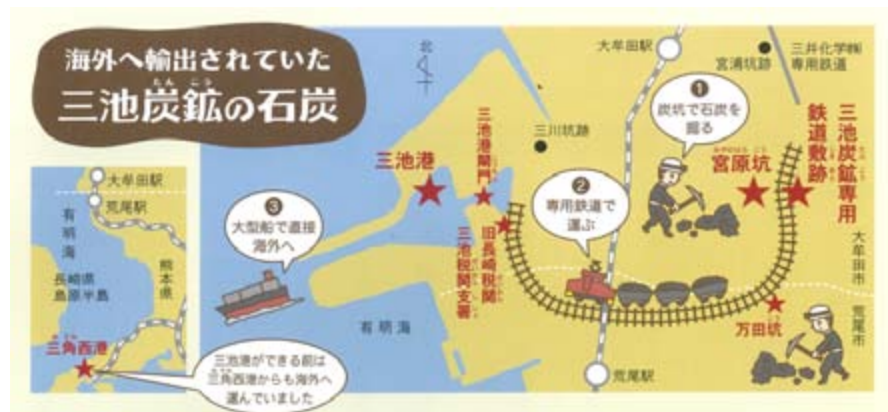 海外へ輸出されていた
三池炭鉱の石炭
たん こう
北
大牟田駅
宮浦坑跡
三井化学㈱
専用鉄道
❶
炭坑で石炭を
掘る
三池港
三池港閘門
三川坑跡
宮原坑
三池炭鉱専用
鉄道敷跡
❷
専用鉄道で
運ぶ
❸
大型船で直接
海外へ
旧長崎税関
三池税関支署
大牟田市
荒尾市
万田坑
有明海
荒尾駅
大牟田駅
荒尾駅
有明海
長崎県
島原半島
熊本県
三角西港
三池港ができる前は
三角西港からも海外へ
運んでいました